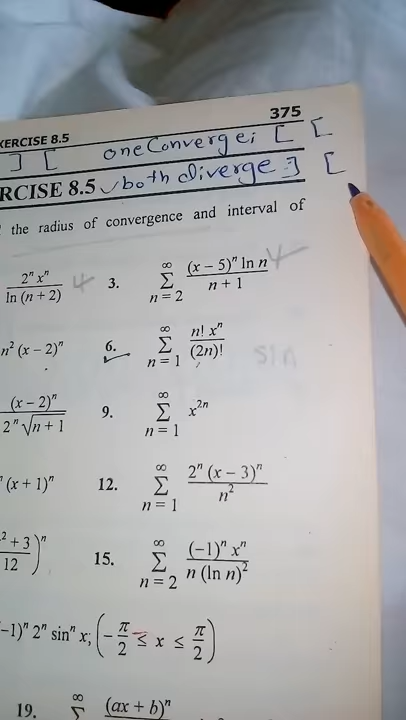 375
XERCISE 8.5
] [ one Converge; [ [
RCISE 8.5 both diverge :] [
the radius of convergence and interval of
2ⁿ xⁿ / ln (n + 2)
3. ∞ Σ n = 2 (x – 5)ⁿ ln n / n + 1
n² (x – 2)ⁿ
6. ∞ Σ n = 1 n! xⁿ / (2n)!
(x – 2)ⁿ / 2ⁿ √n + 1
9. ∞ Σ n = 1 x²ⁿ
(x + 1)ⁿ
12. ∞ Σ n = 1 2ⁿ (x – 3)ⁿ / n²
² + 3 / 12 )ⁿ
15. ∞ Σ n = 2 (–1)ⁿ xⁿ / n (ln n)²
–1)ⁿ 2ⁿ sinⁿ x; (– π/2 ≤ x ≤ π/2)
19. ∞ Σ (ax + b)ⁿ